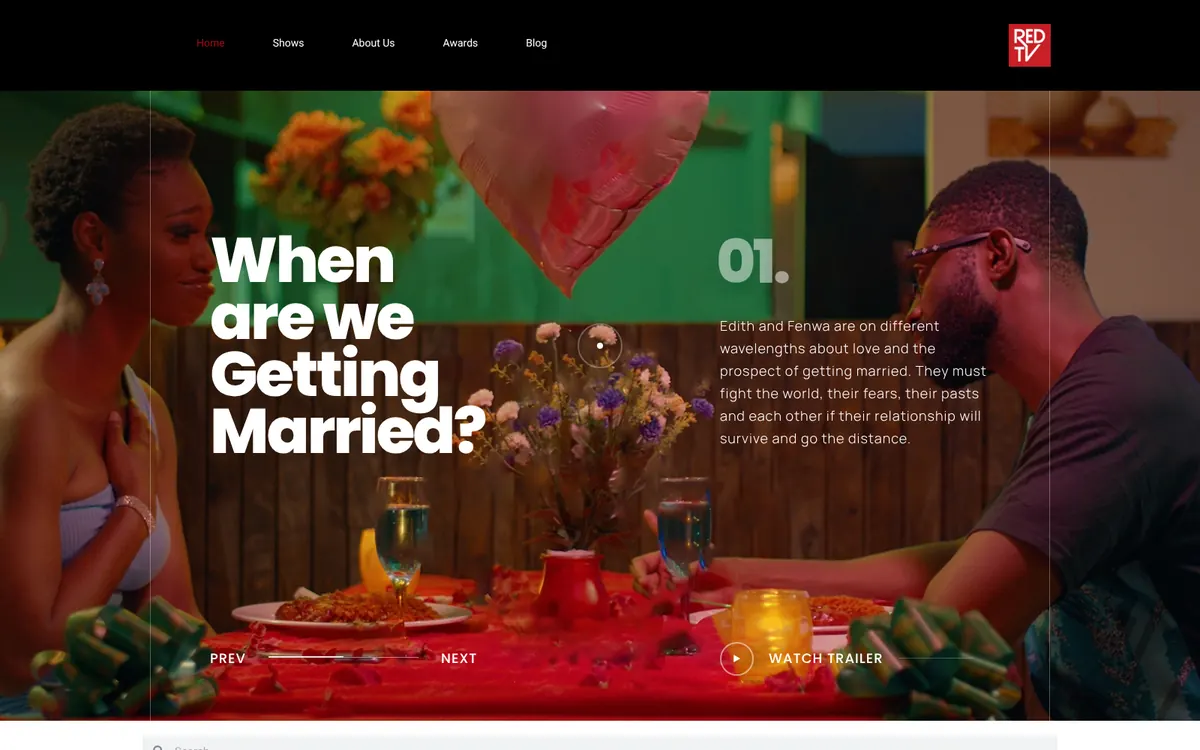 Home
Shows
About Us
Awards
Blog
RED
TV
When
are we
Getting
Married?
01.
Edith and Fenwa are on different
wavelengths about love and the
prospect of getting married. They must
fight the world, their fears, their pasts
and each other if their relationship will
survive and go the distance.
PREV
NEXT
WATCH TRAILER
Search